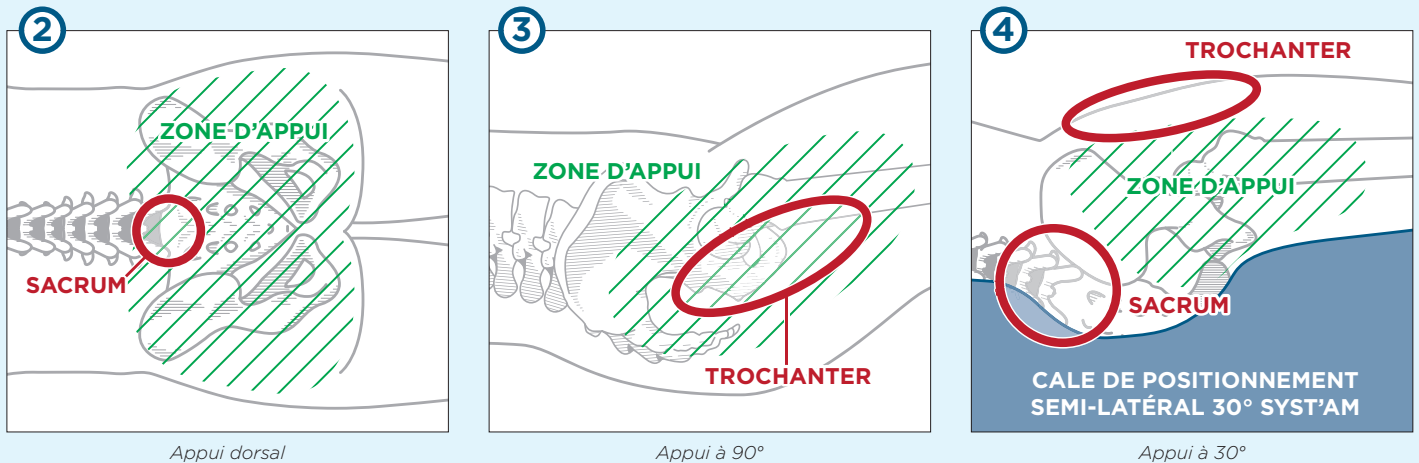 2
ZONE D'APPUI
SACRUM
Appui dorsal
3
ZONE D'APPUI
TROCHANTER
Appui à 90°
4
TROCHANTER
ZONE D'APPUI
SACRUM
CALE DE POSITIONNEMENT
SEMI-LATÉRAL 30° SYST'AM
Appui à 30°